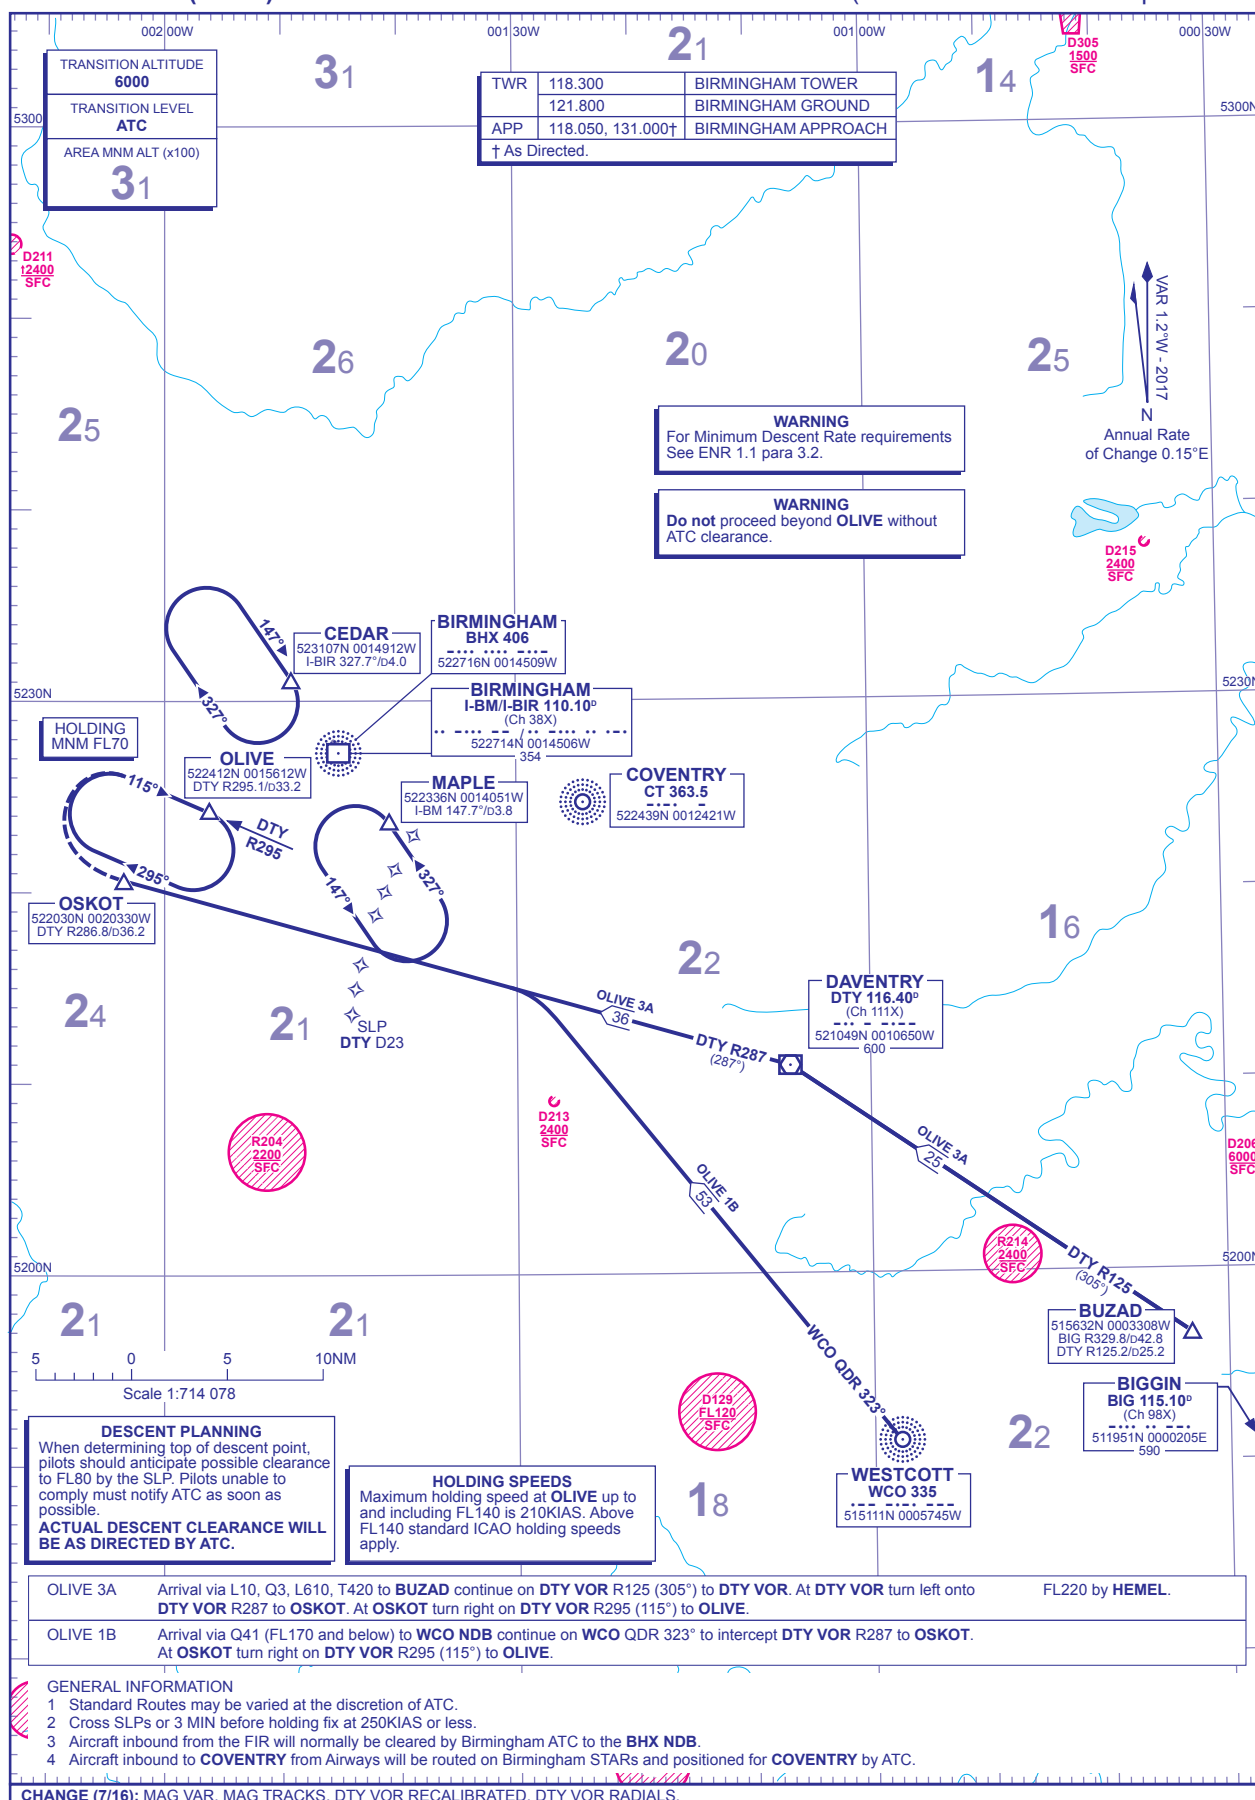 002 00W
001 30W
001 00W
000 30W
TRANSITION ALTITUDE
6000
TRANSITION LEVEL
ATC
AREA MNM ALT (x100)
31
31
21
14
D305
1500
SFC
TWR 118.300 BIRMINGHAM TOWER
121.800 BIRMINGHAM GROUND
APP 118.050, 131.000† BIRMINGHAM APPROACH
† As Directed.
5300N
5300N
D211
†2400
SFC
26
20
25
25
VAR 1.2°W - 2017
N
Annual Rate
of Change 0.15°E
WARNING
For Minimum Descent Rate requirements
See ENR 1.1 para 3.2.
WARNING
Do not proceed beyond OLIVE without
ATC clearance.
D215
2400
SFC
147°
327°
CEDAR
523107N 0014912W
I-BIR 327.7°/D4.0
BIRMINGHAM
BHX 406
-··· ···· -··-
522716N 0014509W
BIRMINGHAM
I-BM/I-BIR 110.10ᴰ
(Ch 38X)
·· -··· -- / ·· -··· ·· ·-·
522714N 0014506W
354
5230N
5230N
HOLDING
MNM FL70
OLIVE
522412N 0015612W
DTY R295.1/D33.2
MAPLE
522336N 0014051W
I-BM 147.7°/D3.8
COVENTRY
CT 363.5
-·-· -
522439N 0012421W
115°
295°
DTY
R295
147°
327°
OSKOT
522030N 0020330W
DTY R286.8/D36.2
16
22
24
21
SLP
DTY D23
OLIVE 3A
36
DTY R287
(287°)
DAVENTRY
DTY 116.40ᴰ
(Ch 111X)
-·· - -·--
521049N 0010650W
600
D213
2400
SFC
R204
2200
SFC
OLIVE 3A
25
D206
6000
SFC
OLIVE 1B
53
R214
2400
SFC
DTY R125
(305°)
5200N
5200N
21
21
BUZAD
515632N 0003308W
BIG R329.8/D42.8
DTY R125.2/D25.2
5 0 5 10NM
Scale 1:714 078
WCO QDR 323°
D129
FL120
SFC
BIGGIN
BIG 115.10ᴰ
(Ch 98X)
-··· ·· --·
511951N 0000205E
590
22
18
WESTCOTT
WCO 335
·-- -·-· ---
515111N 0005745W
DESCENT PLANNING
When determining top of descent point,
pilots should anticipate possible clearance
to FL80 by the SLP. Pilots unable to
comply must notify ATC as soon as
possible.
ACTUAL DESCENT CLEARANCE WILL
BE AS DIRECTED BY ATC.
HOLDING SPEEDS
Maximum holding speed at OLIVE up to
and including FL140 is 210KIAS. Above
FL140 standard ICAO holding speeds
apply.
OLIVE 3A Arrival via L10, Q3, L610, T420 to BUZAD continue on DTY VOR R125 (305°) to DTY VOR. At DTY VOR turn left onto FL220 by HEMEL.
DTY VOR R287 to OSKOT. At OSKOT turn right on DTY VOR R295 (115°) to OLIVE.
OLIVE 1B Arrival via Q41 (FL170 and below) to WCO NDB continue on WCO QDR 323° to intercept DTY VOR R287 to OSKOT.
At OSKOT turn right on DTY VOR R295 (115°) to OLIVE.
GENERAL INFORMATION
1 Standard Routes may be varied at the discretion of ATC.
2 Cross SLPs or 3 MIN before holding fix at 250KIAS or less.
3 Aircraft inbound from the FIR will normally be cleared by Birmingham ATC to the BHX NDB.
4 Aircraft inbound to COVENTRY from Airways will be routed on Birmingham STARs and positioned for COVENTRY by ATC.
CHANGE (7/16): MAG VAR. MAG TRACKS. DTY VOR RECALIBRATED. DTY VOR RADIALS.